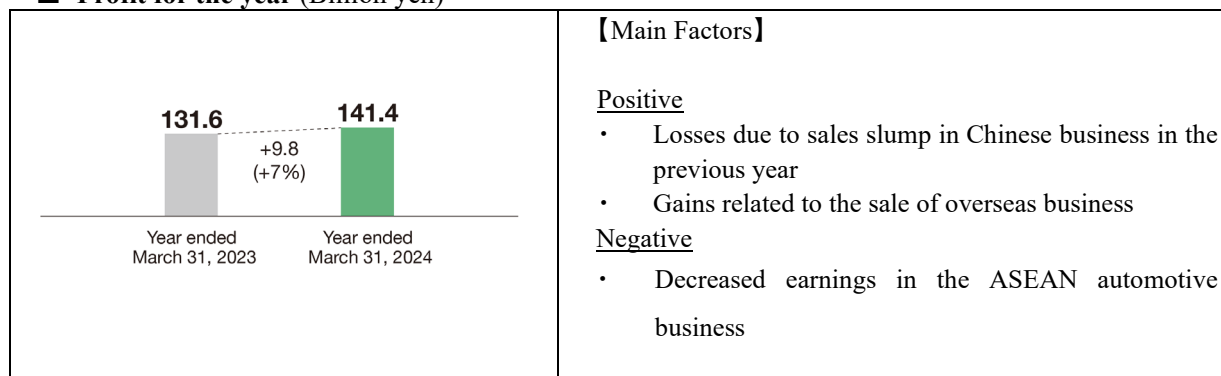 Profit for the year (Billion yen)
131.6
141.4
+9.8
(+7%)
Year ended
March 31, 2023
Year ended
March 31, 2024
【Main Factors】
Positive
・ Losses due to sales slump in Chinese business in the
previous year
・ Gains related to the sale of overseas business
Negative
・ Decreased earnings in the ASEAN automotive
business